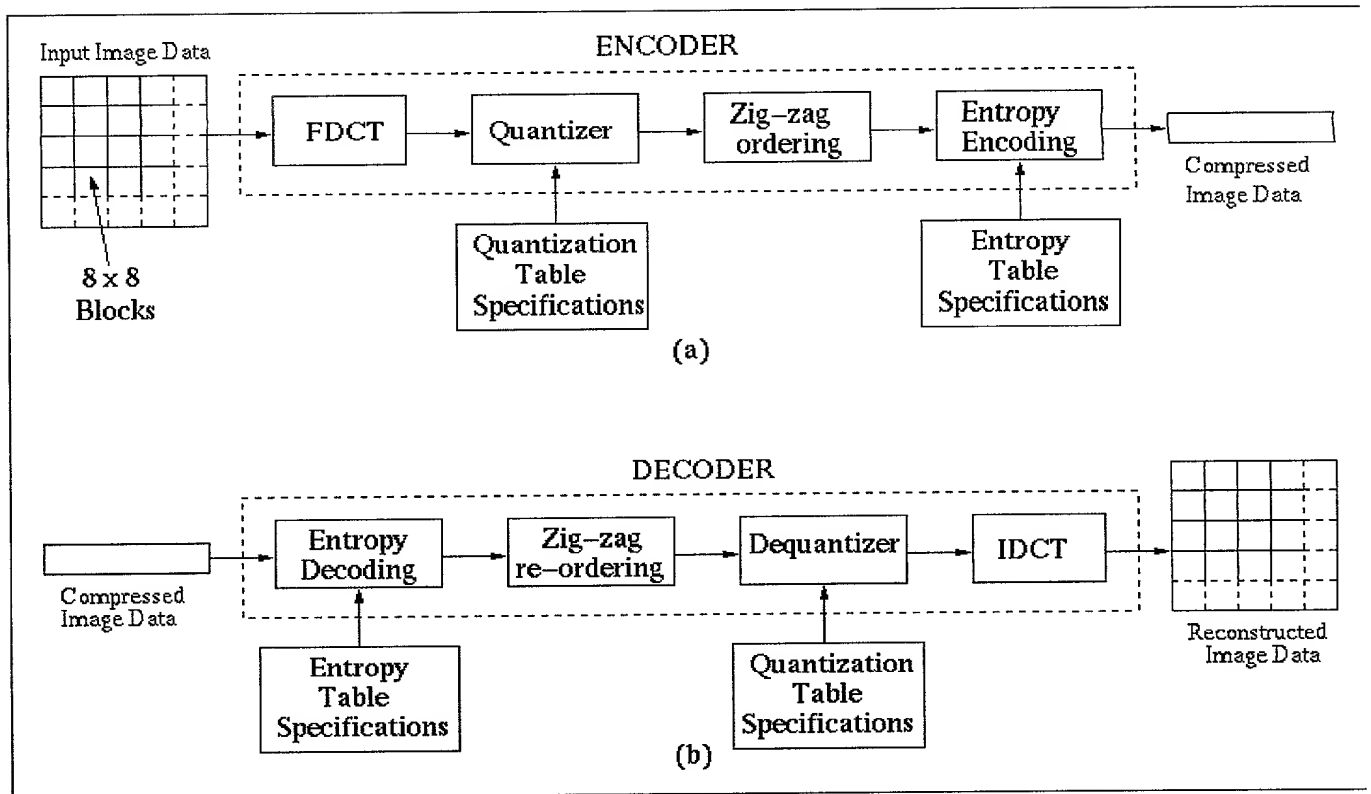 ENCODER
Input Image Data
FDCT
Quantizer
Zig–zag
ordering
Entropy
Encoding
Compressed
Image Data
8 x 8
Blocks
Quantization
Table
Specifications
Entropy
Table
Specifications
(a)
DECODER
Compressed
Image Data
Entropy
Decoding
Zig–zag
re–ordering
Dequantizer
IDCT
Reconstructed
Image Data
Entropy
Table
Specifications
Quantization
Table
Specifications
(b)